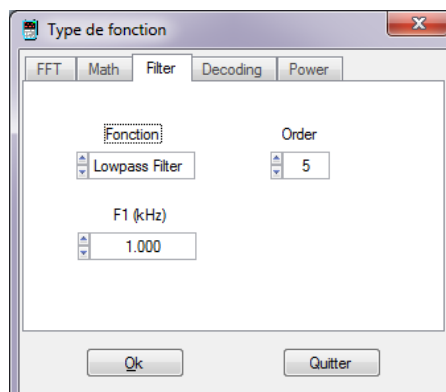 Type de fonction
FFT Math Filter Decoding Power
Fonction Order
Lowpass Filter 5
F1 (kHz)
1.000
Ok Quitter